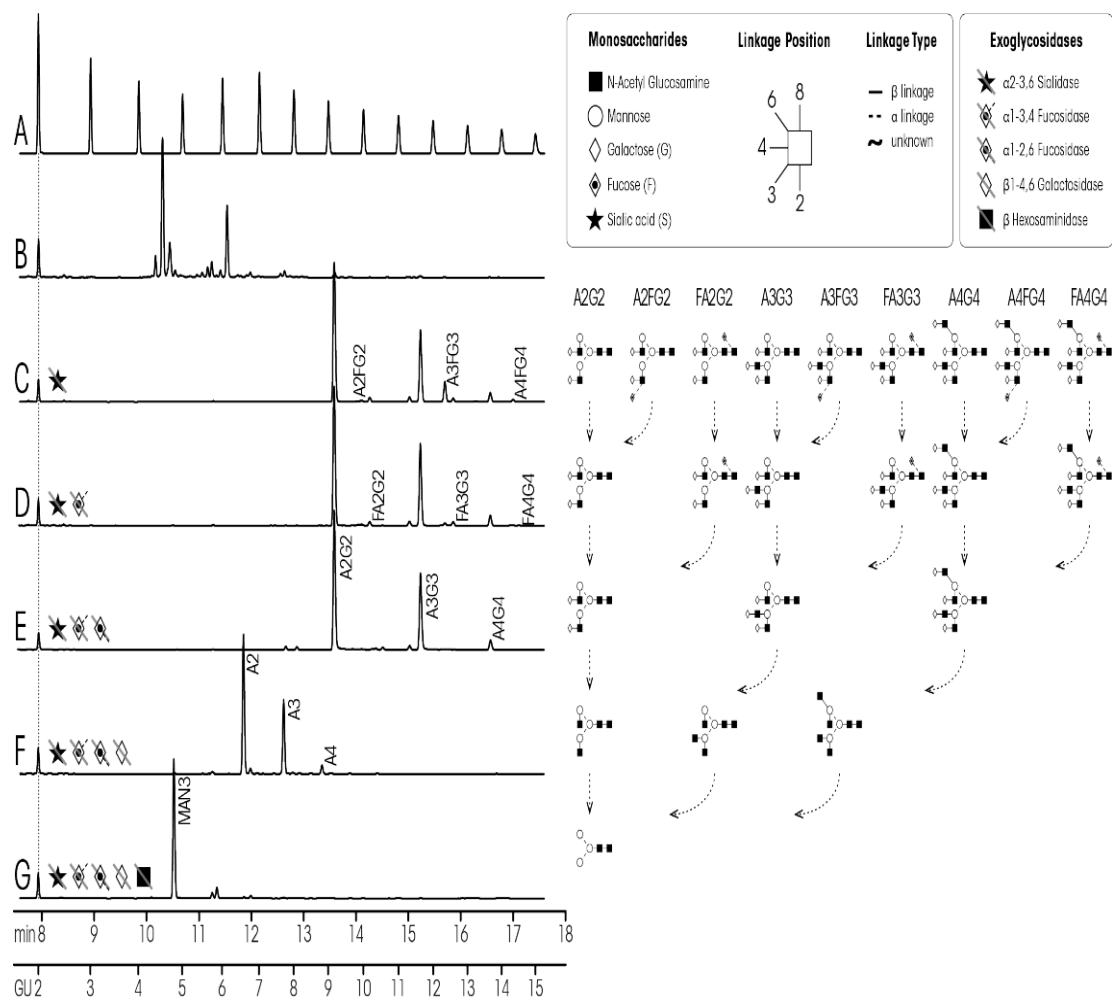 Monosaccharides
N-Acetyl Glucosamine
Mannose
Galactose (G)
Fucose (F)
Sialic acid (S)
Linkage Position
6 8
4
3 2
Linkage Type
β linkage
α linkage
unknown
Exoglycosidases
α2-3,6 Sialidase
α1-3,4 Fucosidase
α1-2,6 Fucosidase
β1-4,6 Galactosidase
β Hexosaminidase
A
B
C
A2FG2
A3FG3
A4FG4
D
FA2G2
FA3G3
FA4G4
E
A2G2
A3G3
A4G4
F
A2
A3
A4
G
MAN3
min 8 9 10 11 12 13 14 15 16 17 18
GU 2 3 4 5 6 7 8 9 10 11 12 13 14 15
A2G2 A2FG2 FA2G2 A3G3 A3FG3 FA3G3 A4G4 A4FG4 FA4G4